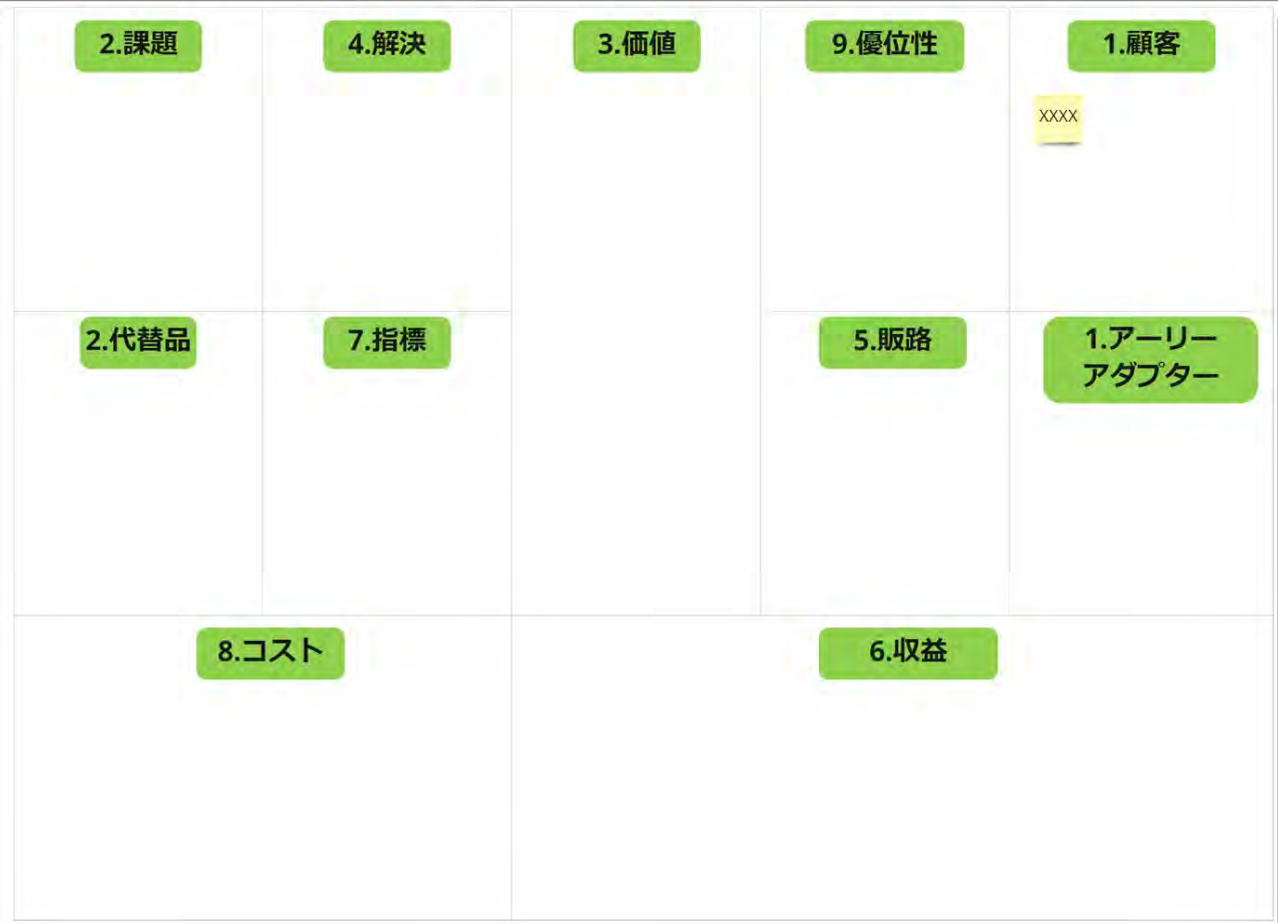 2.課題
4.解決
3.価値
9.優位性
1.顧客
XXXX
2.代替品
7.指標
5.販路
1.アーリー
アダプター
8.コスト
6.収益